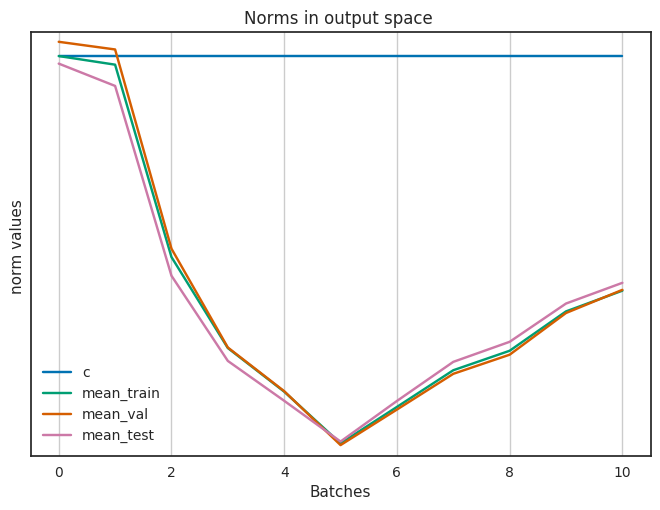 Norms in output space
norm values
c
mean_train
mean_val
mean_test
0 2 4 6 8 10
Batches